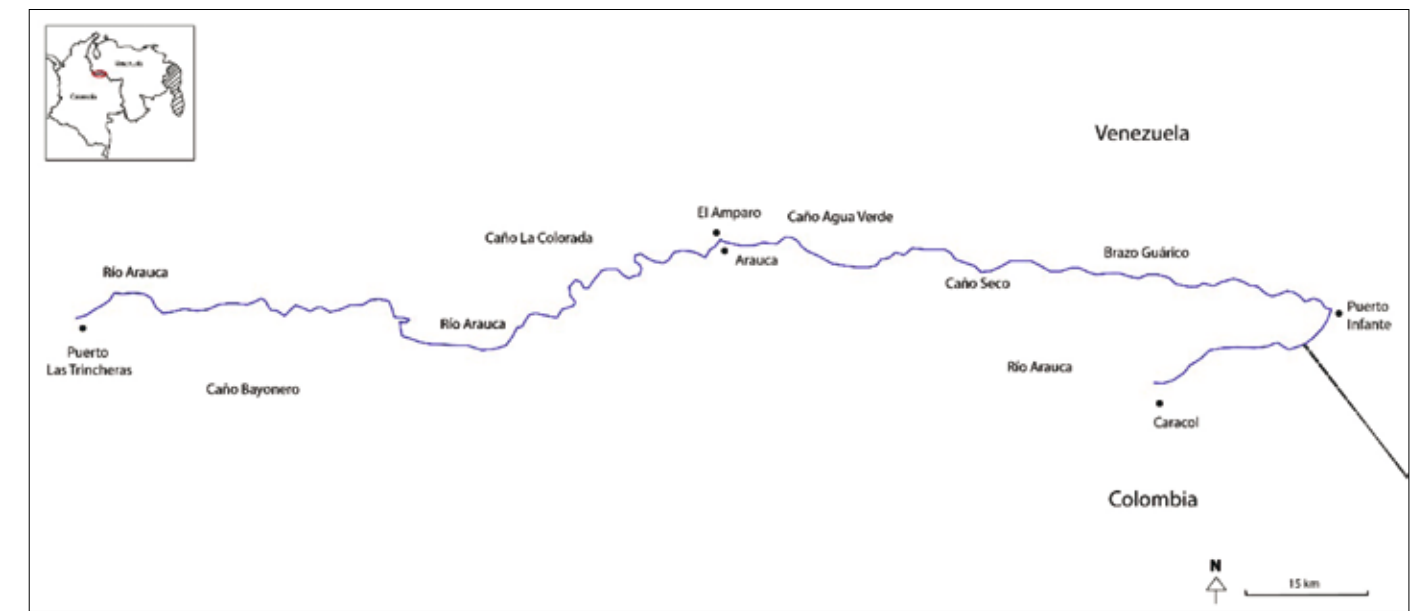 Venezuela
El Amparo
Caño Agua Verde
Caño La Colorada
Arauca
Brazo Guárico
Río Arauca
Caño Seco
Puerto
Infante
Río Arauca
Puerto
Las Trincheras
Río Arauca
Caño Bayonero
Caracol
Colombia
N
15 km